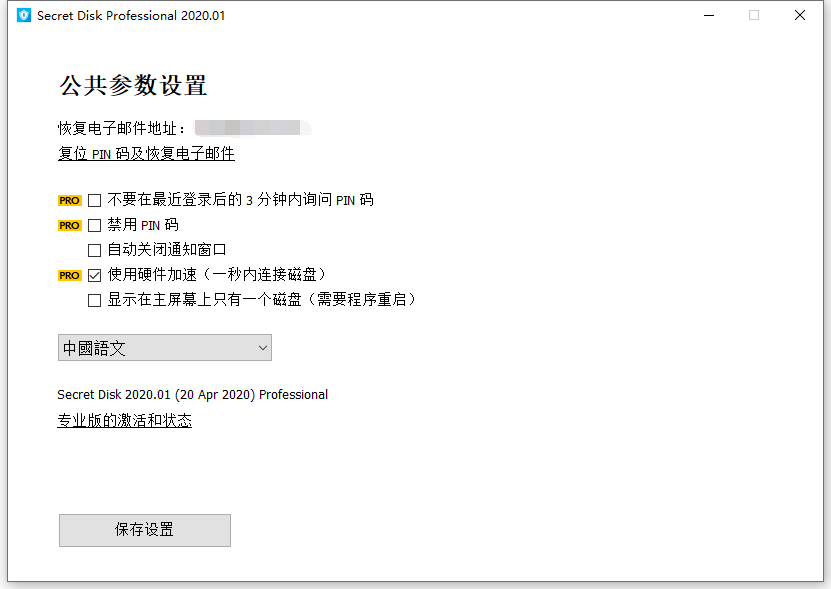 Secret Disk Professional 2020.01
公共参数设置
恢复电子邮件地址：
复位 PIN 码及恢复电子邮件
PRO 不要在最近登录后的 3 分钟内询问 PIN 码
PRO 禁用 PIN 码
自动关闭通知窗口
PRO 使用硬件加速（一秒内连接磁盘）
显示在主屏幕上只有一个磁盘（需要程序重启）
中國語文
Secret Disk 2020.01 (20 Apr 2020) Professional
专业版的激活和状态
保存设置